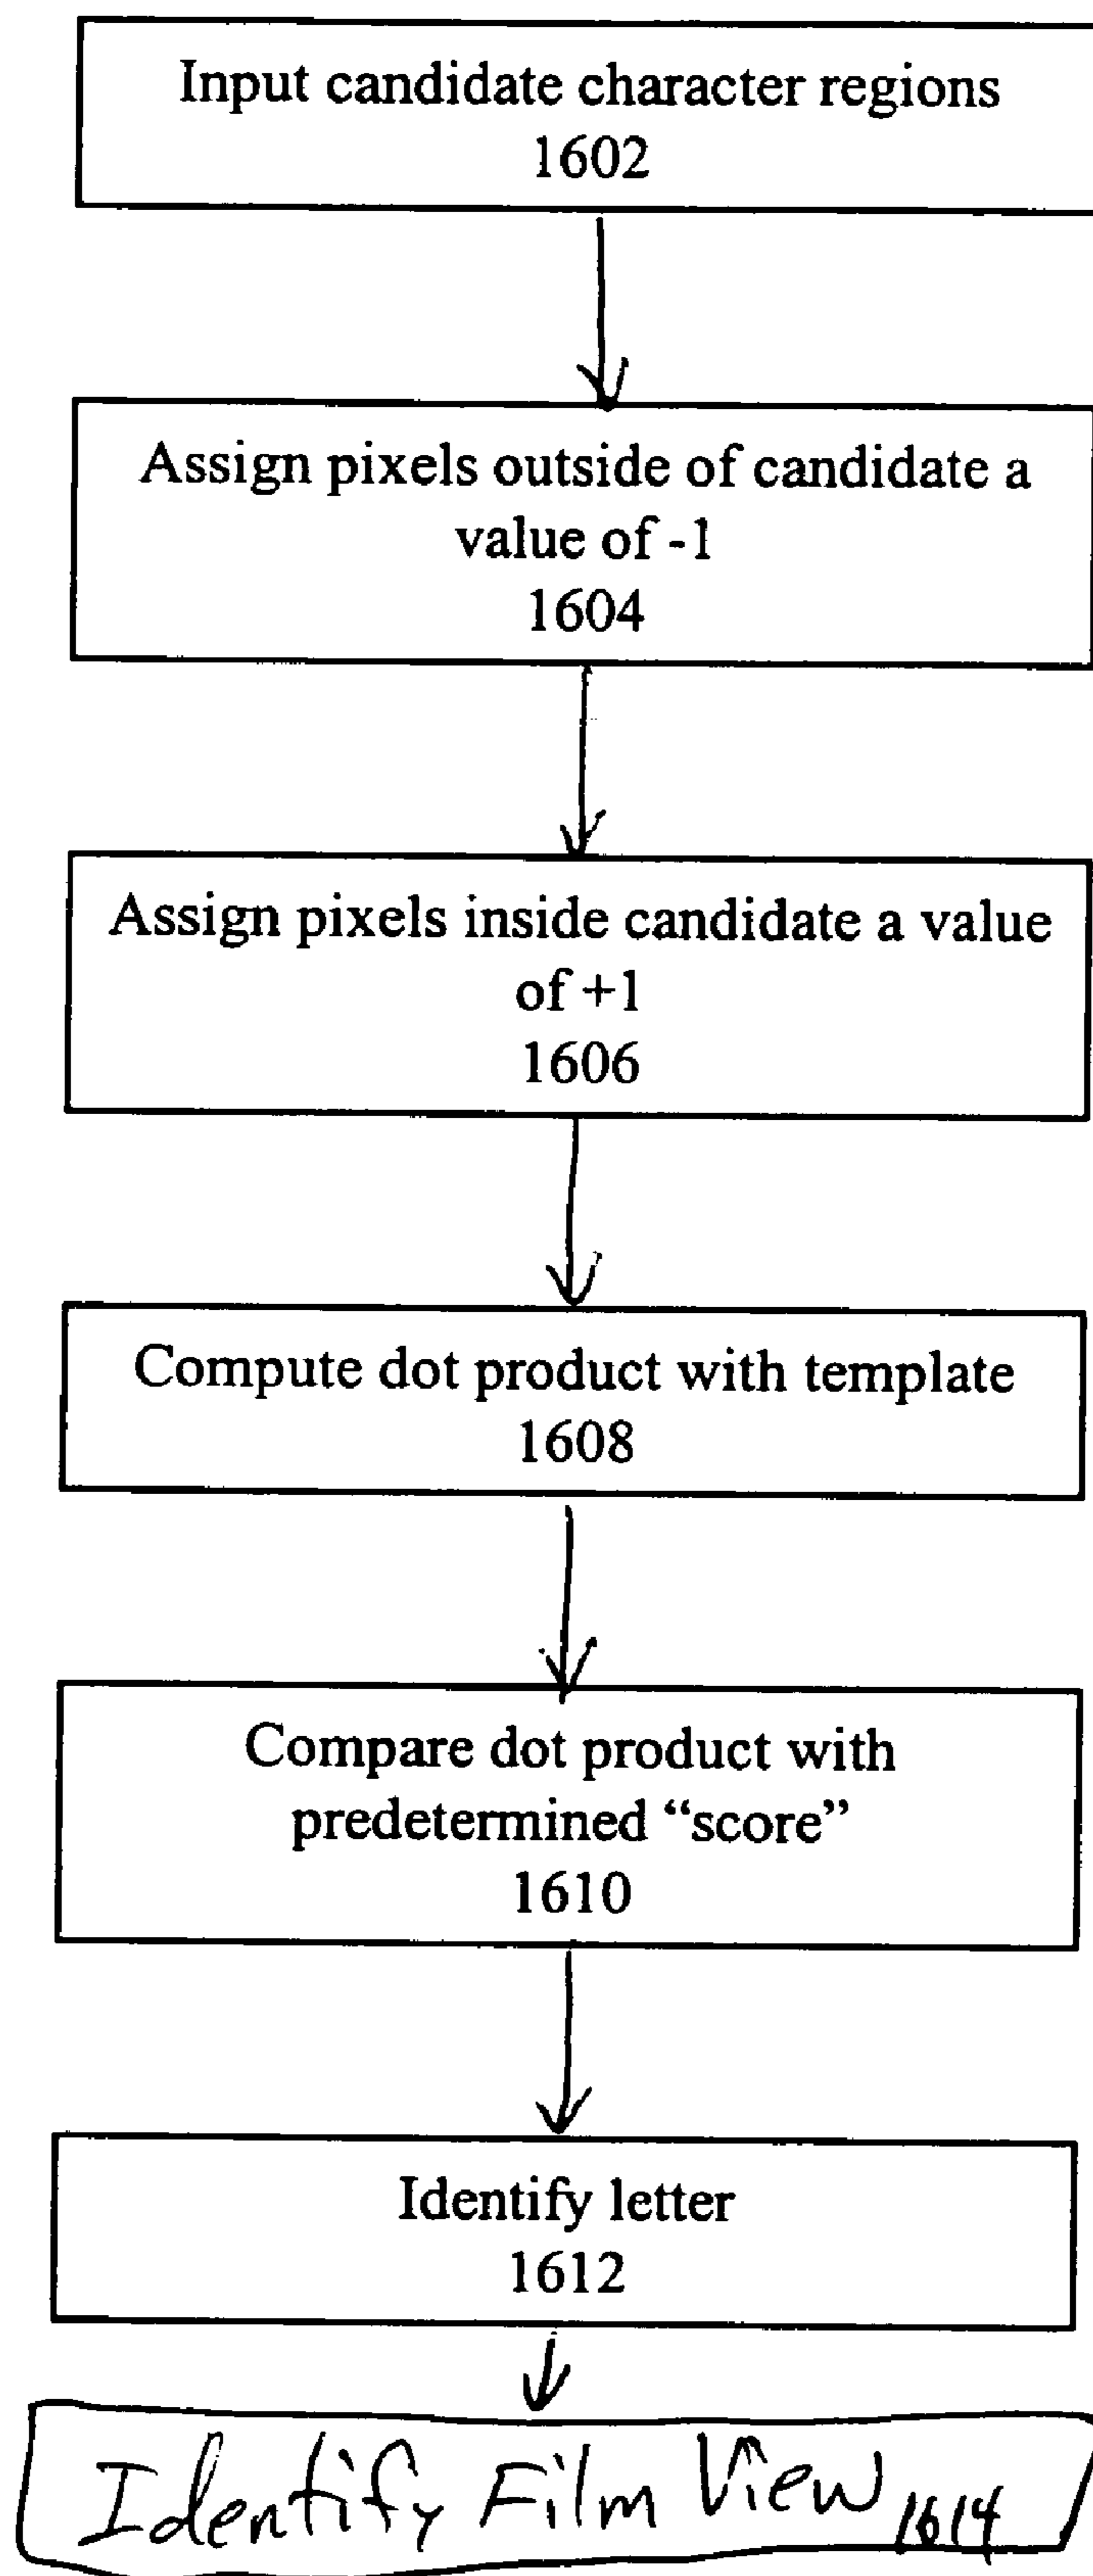 Input candidate character regions
1602
Assign pixels outside of candidate a
value of -1
1604
Assign pixels inside candidate a value
of +1
1606
Compute dot product with template
1608
Compare dot product with
predetermined “score”
1610
Identify letter
1612
Identify Film View 1614